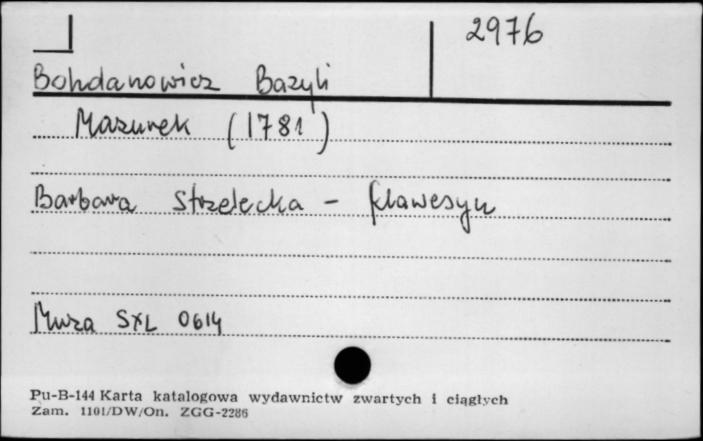 2976
Bohdanowicz Bazyli
Mazurek (1781)
Barbara Strzelecka - klawesyn
Muza SXL 0614
Pu-B-144 Karta katalogowa wydawnictw zwartych i ciągłych
Zam. 1101/DW/On. ZGG-2286